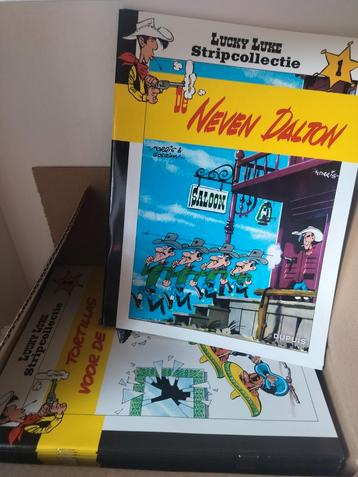 LUCKY LUKE
Stripcollectie
1
DE NEVEN DALTON
MORRIS &
GOSCINNY
SALOON
DUPUIS
LUCKY LUKE
Stripcollectie
TORTILLAS
VOOR DE